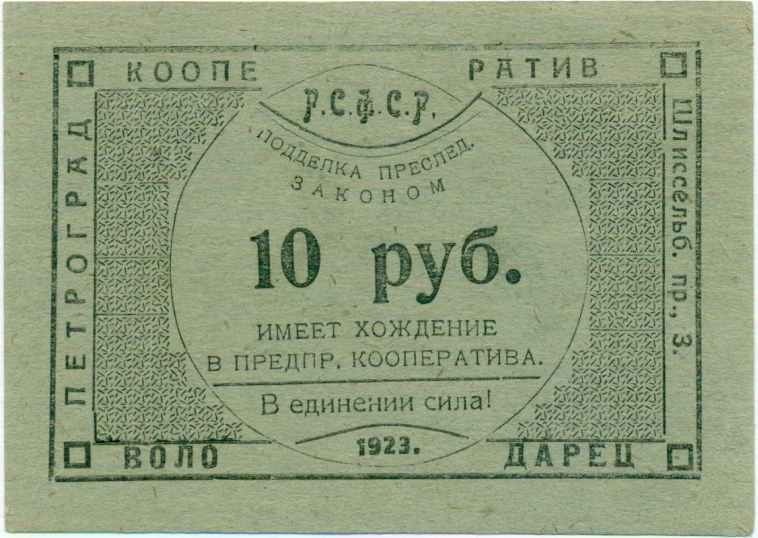 КООПЕ РАТИВ
Р.С.Ф.С.Р.
ПЕТРОГРАД
Шлиссельб. пр., 3.
ПОДДЕЛКА ПРЕСЛЕД.
ЗАКОНОМ
10 руб.
ИМЕЕТ ХОЖДЕНИЕ
В ПРЕДПР. КООПЕРАТИВА.
В единении сила!
1923.
ВОЛО ДАРЕЦ